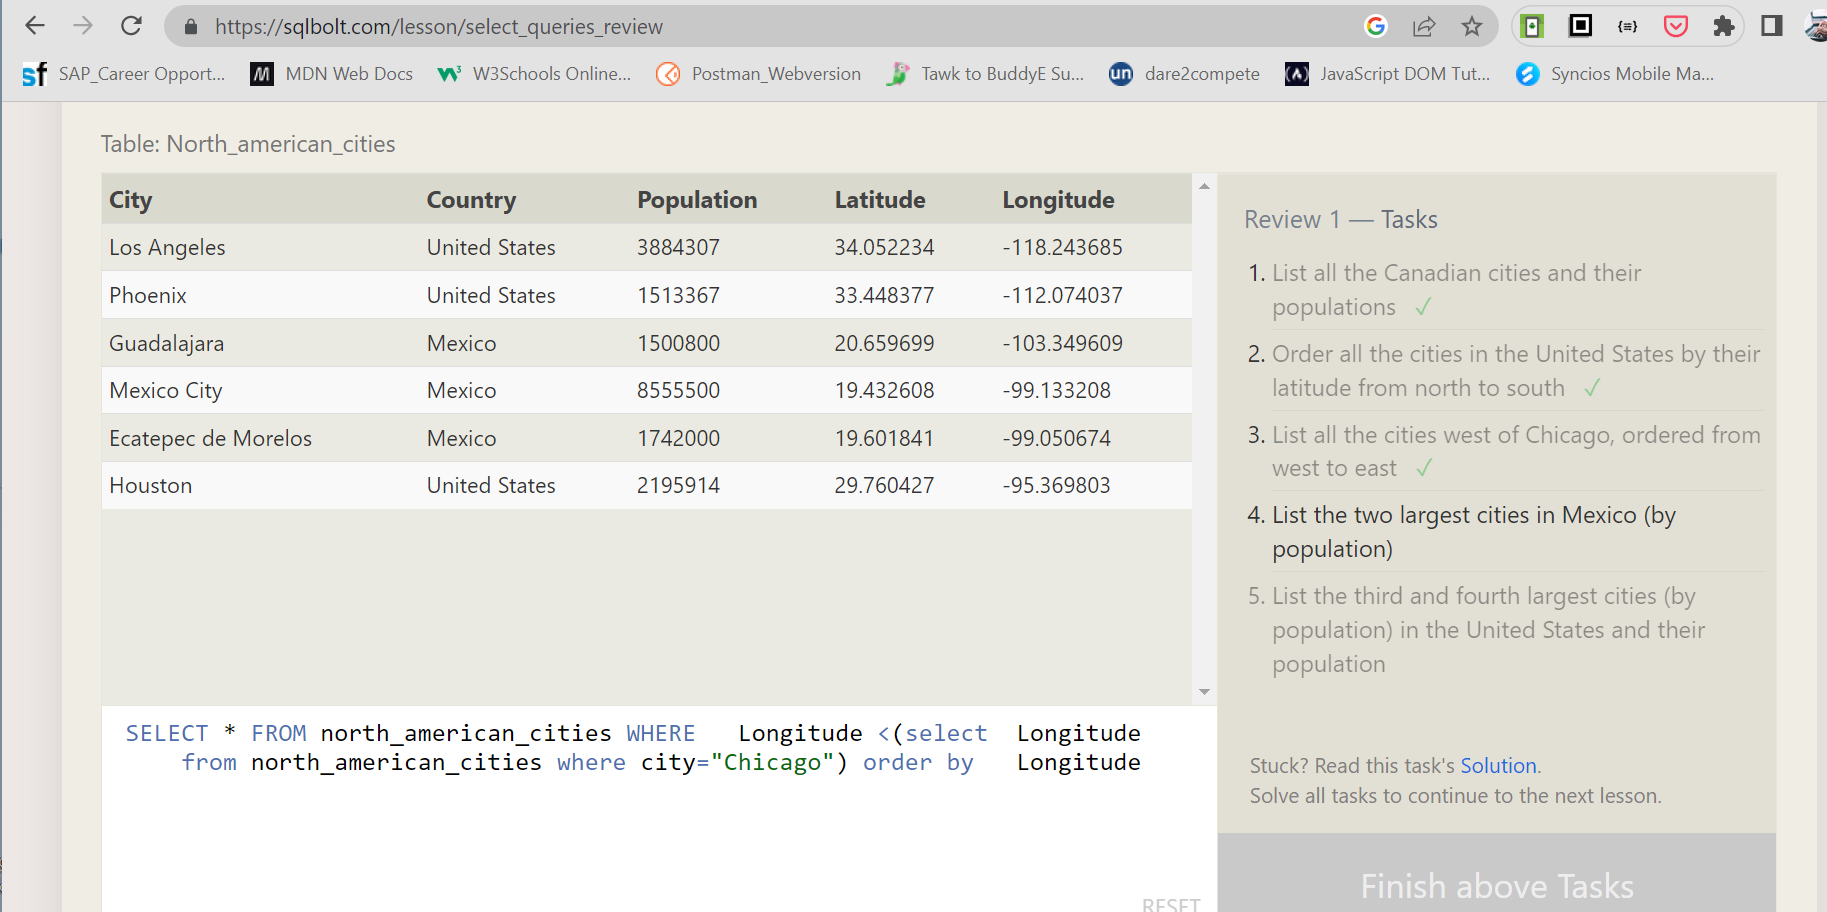 https://sqlbolt.com/lesson/select_queries_review
SAP_Career Opport... MDN Web Docs W3Schools Online... Postman_Webversion Tawk to BuddyE Su... dare2compete JavaScript DOM Tut... Syncios Mobile Ma...
Table: North_american_cities
City Country Population Latitude Longitude
Los Angeles United States 3884307 34.052234 -118.243685
Phoenix United States 1513367 33.448377 -112.074037
Guadalajara Mexico 1500800 20.659699 -103.349609
Mexico City Mexico 8555500 19.432608 -99.133208
Ecatepec de Morelos Mexico 1742000 19.601841 -99.050674
Houston United States 2195914 29.760427 -95.369803
SELECT * FROM north_american_cities WHERE   Longitude <(select  Longitude
from north_american_cities where city="Chicago") order by   Longitude
RESET
Review 1 — Tasks
1. List all the Canadian cities and their
populations ✓
2. Order all the cities in the United States by their
latitude from north to south ✓
3. List all the cities west of Chicago, ordered from
west to east ✓
4. List the two largest cities in Mexico (by
population)
5. List the third and fourth largest cities (by
population) in the United States and their
population
Stuck? Read this task's Solution.
Solve all tasks to continue to the next lesson.
Finish above Tasks